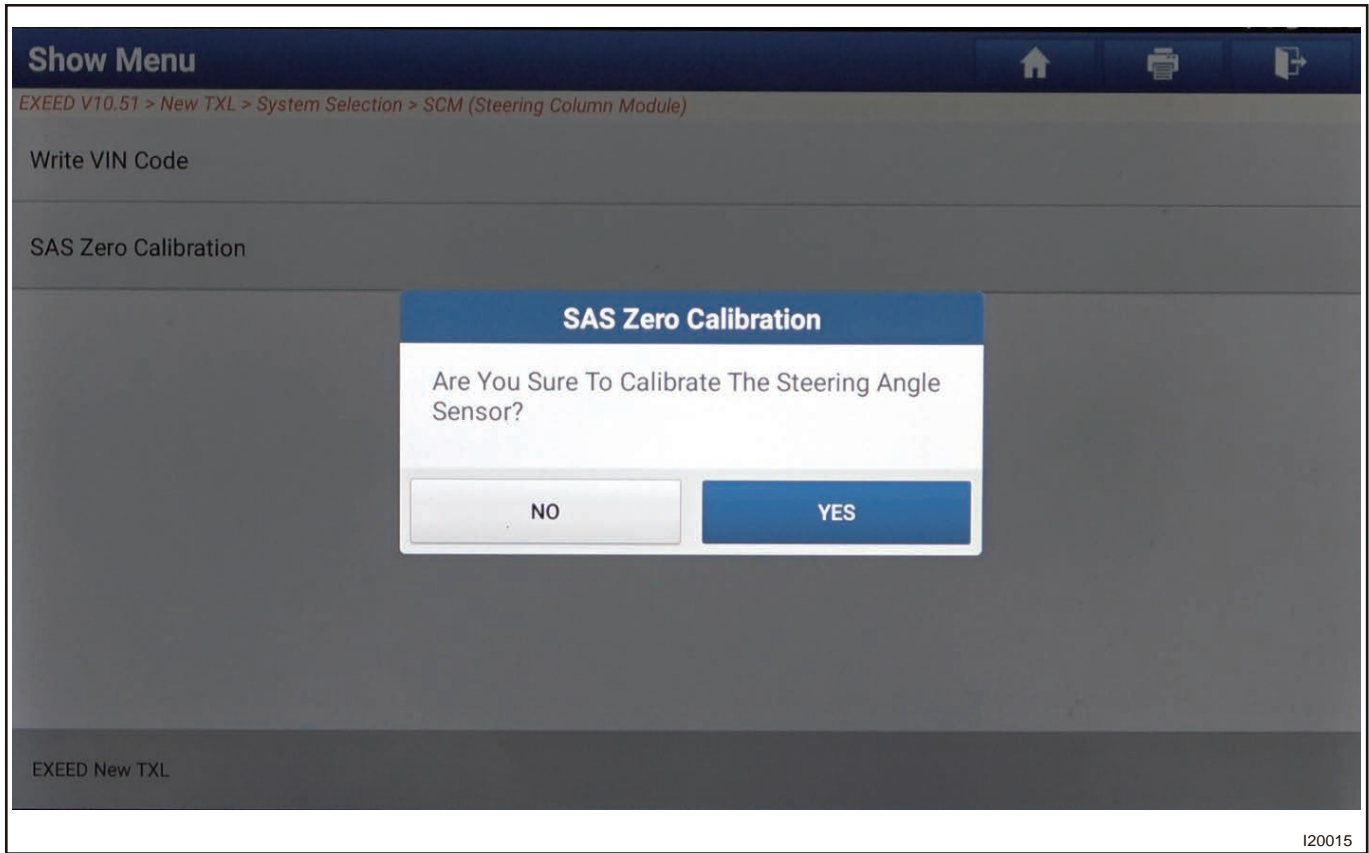 Show Menu
EXEED V10.51 > New TXL > System Selection > SCM (Steering Column Module)
Write VIN Code
SAS Zero Calibration
SAS Zero Calibration
Are You Sure To Calibrate The Steering Angle
Sensor?
NO
YES
EXEED New TXL
I20015